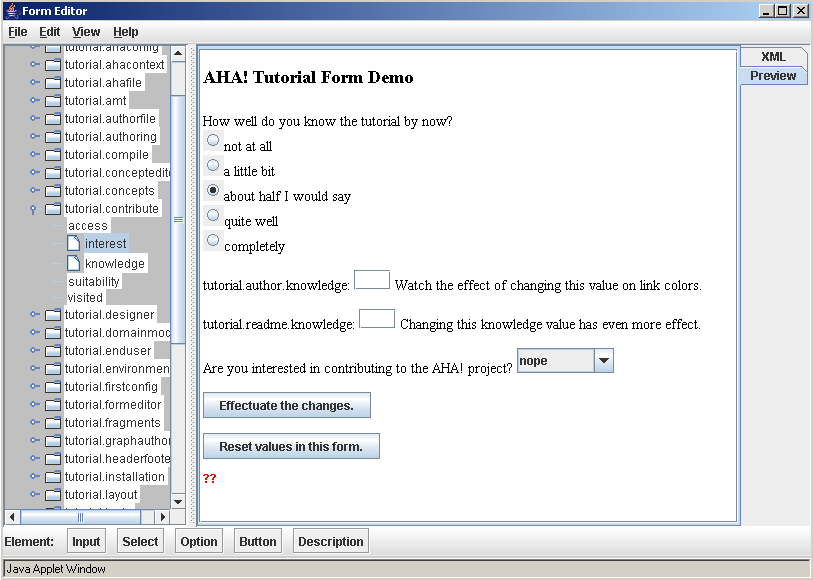 Form Editor
File Edit View Help
tutorial.ahaconfig
tutorial.ahacontext
tutorial.ahafile
tutorial.amt
tutorial.authorfile
tutorial.authoring
tutorial.compile
tutorial.conceptedit
tutorial.concepts
tutorial.contribute
access
interest
knowledge
suitability
visited
tutorial.designer
tutorial.domainmoc
tutorial.enduser
tutorial.environmen
tutorial.firstconfig
tutorial.formeditor
tutorial.fragments
tutorial.graphauthor
tutorial.headerfoote
tutorial.installation
tutorial.layout
AHA! Tutorial Form Demo
How well do you know the tutorial by now?
not at all
a little bit
about half I would say
quite well
completely
tutorial.author.knowledge: Watch the effect of changing this value on link colors.
tutorial.readme.knowledge: Changing this knowledge value has even more effect.
Are you interested in contributing to the AHA! project? nope
Effectuate the changes.
Reset values in this form.
??
XML
Preview
Element: Input Select Option Button Description
Java Applet Window